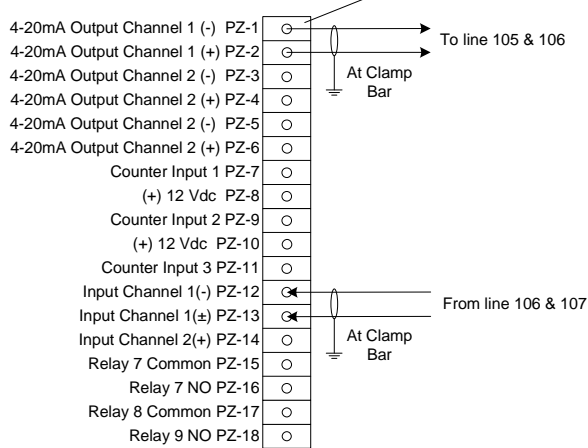 4-20mA Output Channel 1 (-) PZ-1
4-20mA Output Channel 1 (+) PZ-2
To line 105 & 106
4-20mA Output Channel 2 (-) PZ-3
4-20mA Output Channel 2 (+) PZ-4
At Clamp
Bar
4-20mA Output Channel 2 (-) PZ-5
4-20mA Output Channel 2 (+) PZ-6
Counter Input 1 PZ-7
(+) 12 Vdc PZ-8
Counter Input 2 PZ-9
(+) 12 Vdc PZ-10
Counter Input 3 PZ-11
Input Channel 1(-) PZ-12
From line 106 & 107
Input Channel 1(±) PZ-13
Input Channel 2(+) PZ-14
At Clamp
Bar
Relay 7 Common PZ-15
Relay 7 NO PZ-16
Relay 8 Common PZ-17
Relay 9 NO PZ-18